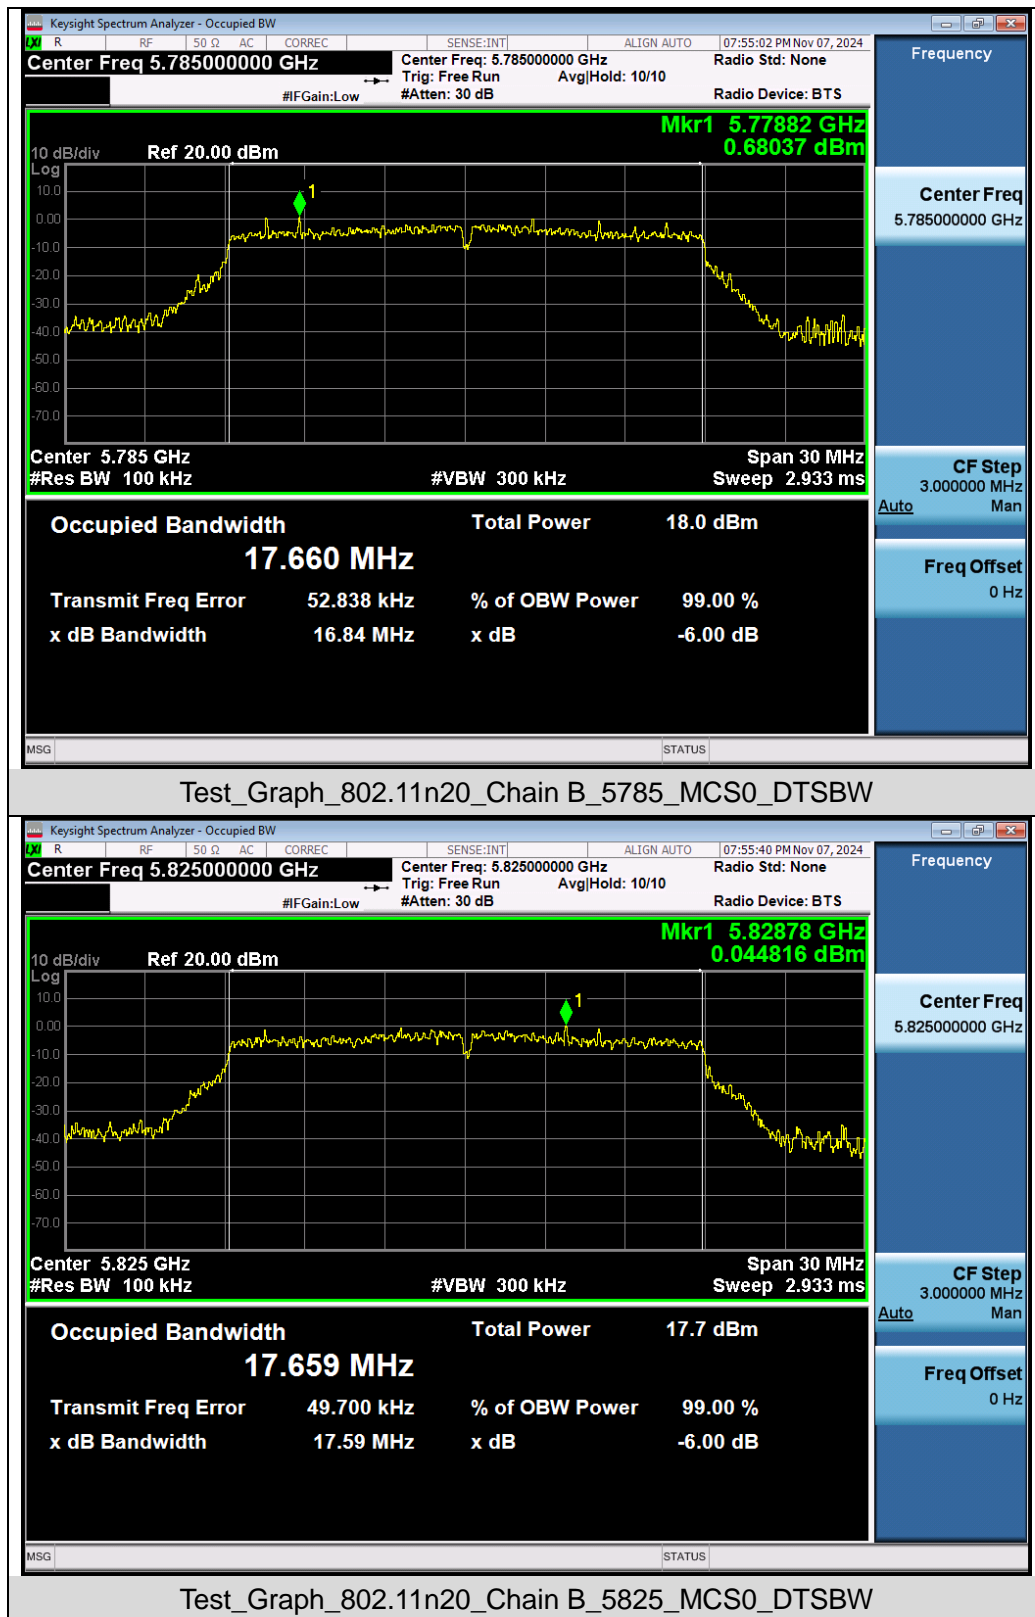 Keysight Spectrum Analyzer - Occupied BW
LXI R RF 50 Ω AC CORREC SENSE:INT ALIGN AUTO 07:55:02 PM Nov 07, 2024
Center Freq 5.785000000 GHz
Center Freq: 5.785000000 GHz
Radio Std: None
Trig: Free Run Avg|Hold: 10/10
#IFGain:Low #Atten: 30 dB Radio Device: BTS
Frequency
Mkr1 5.77882 GHz
0.68037 dBm
10 dB/div Ref 20.00 dBm
Log
1
10.0
0.00
-10.0
-20.0
-30.0
-40.0
-50.0
-60.0
-70.0
Center Freq
5.785000000 GHz
Center 5.785 GHz Span 30 MHz
#Res BW 100 kHz #VBW 300 kHz Sweep 2.933 ms
CF Step
3.000000 MHz
Auto Man
Occupied Bandwidth Total Power 18.0 dBm
17.660 MHz
Transmit Freq Error 52.838 kHz % of OBW Power 99.00 %
x dB Bandwidth 16.84 MHz x dB -6.00 dB
Freq Offset
0 Hz
MSG STATUS
Test_Graph_802.11n20_Chain B_5785_MCS0_DTSBW
Keysight Spectrum Analyzer - Occupied BW
LXI R RF 50 Ω AC CORREC SENSE:INT ALIGN AUTO 07:55:40 PM Nov 07, 2024
Center Freq 5.825000000 GHz
Center Freq: 5.825000000 GHz
Radio Std: None
Trig: Free Run Avg|Hold: 10/10
#IFGain:Low #Atten: 30 dB Radio Device: BTS
Frequency
Mkr1 5.82878 GHz
0.044816 dBm
10 dB/div Ref 20.00 dBm
Log
1
10.0
0.00
-10.0
-20.0
-30.0
-40.0
-50.0
-60.0
-70.0
Center Freq
5.825000000 GHz
Center 5.825 GHz Span 30 MHz
#Res BW 100 kHz #VBW 300 kHz Sweep 2.933 ms
CF Step
3.000000 MHz
Auto Man
Occupied Bandwidth Total Power 17.7 dBm
17.659 MHz
Transmit Freq Error 49.700 kHz % of OBW Power 99.00 %
x dB Bandwidth 17.59 MHz x dB -6.00 dB
Freq Offset
0 Hz
MSG STATUS
Test_Graph_802.11n20_Chain B_5825_MCS0_DTSBW